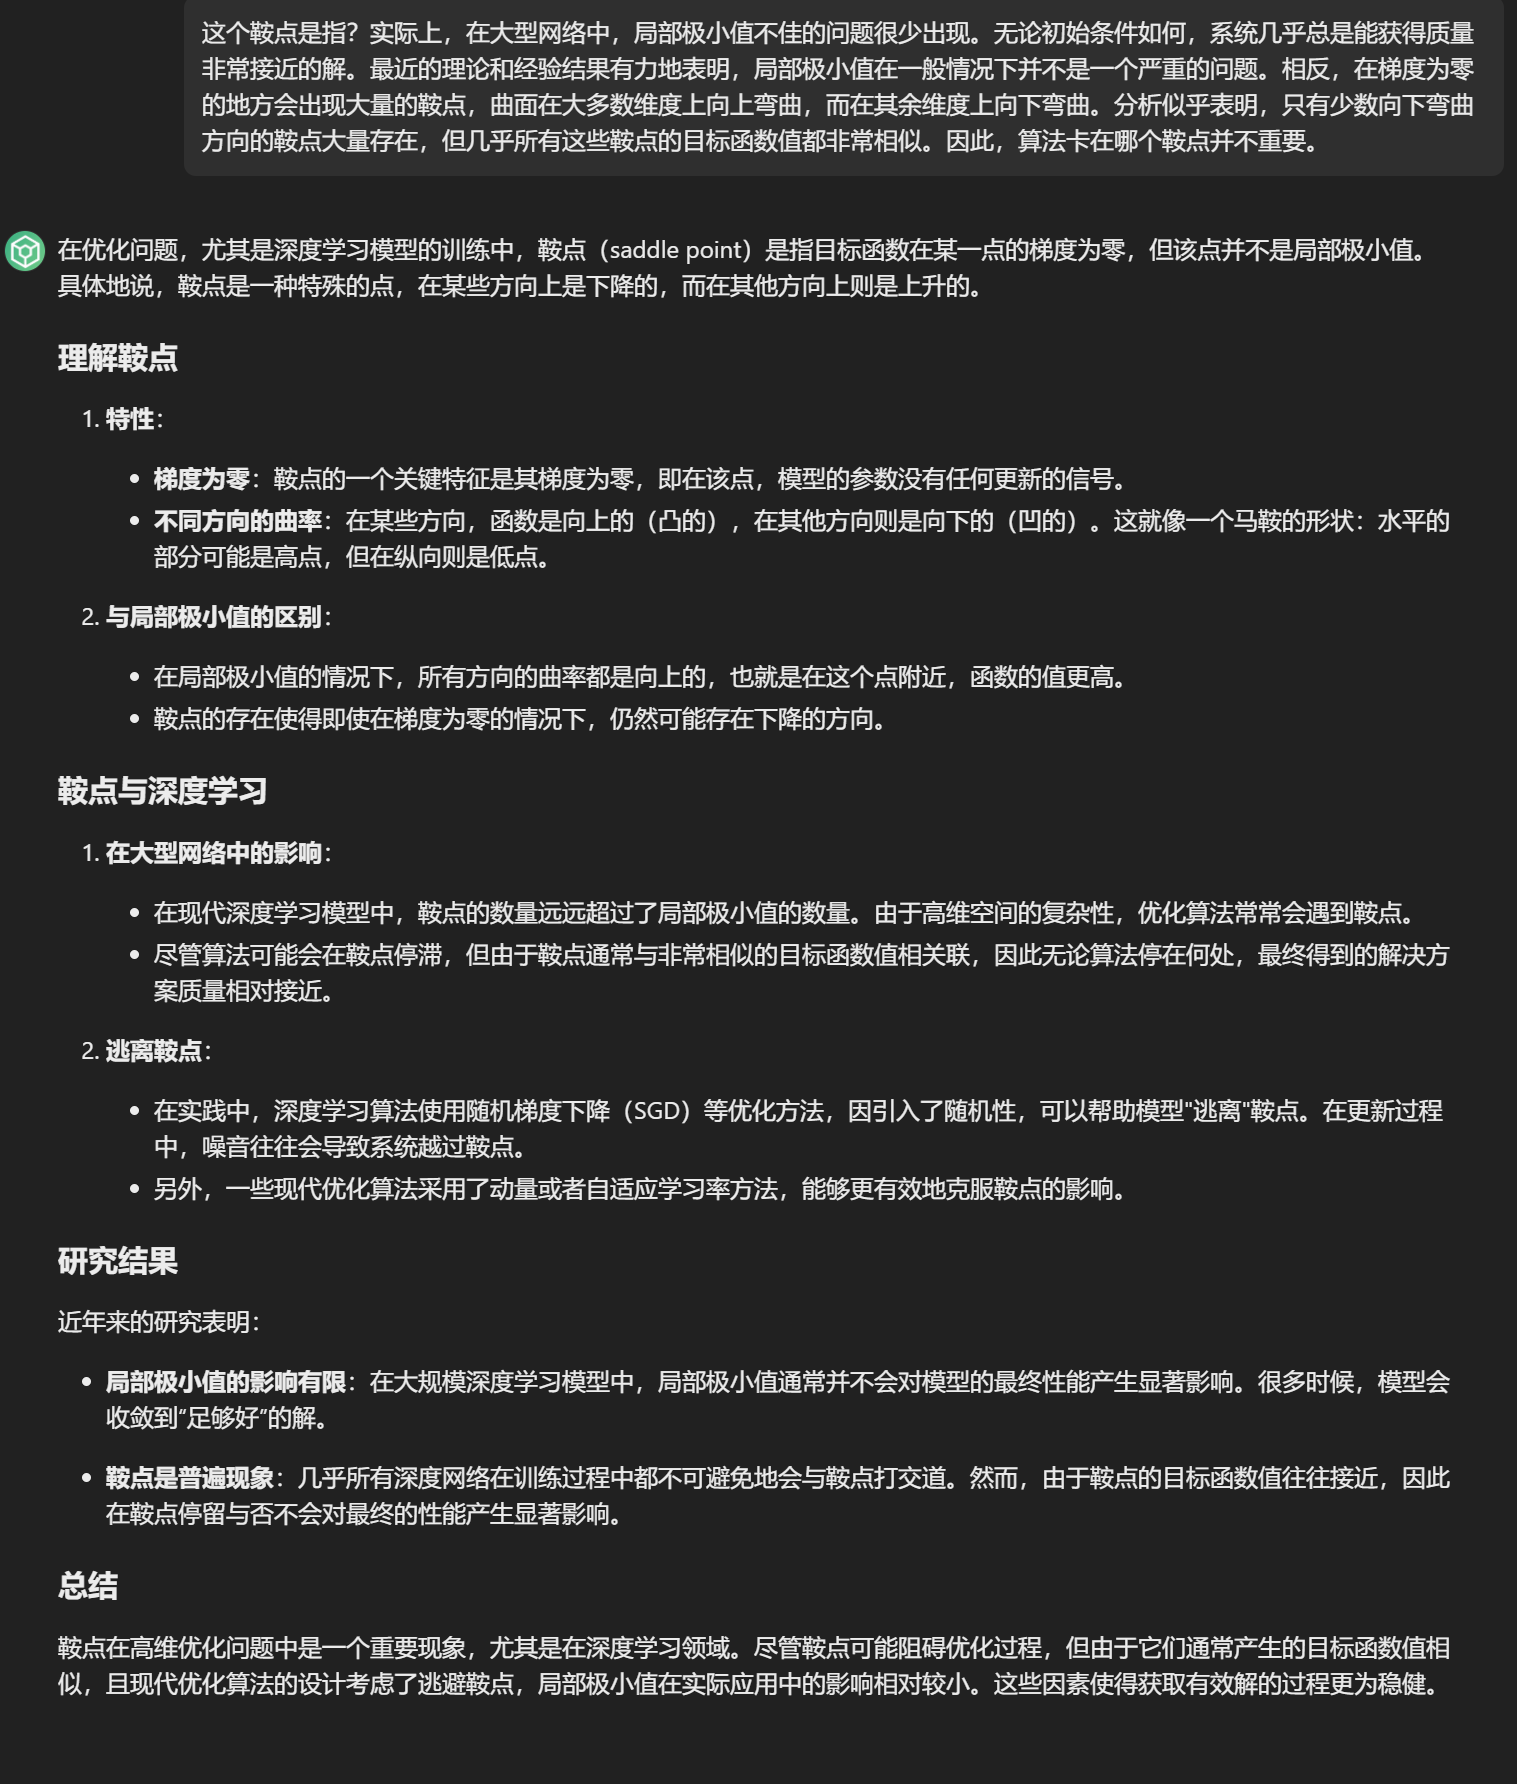 这个鞍点是指？实际上，在大型网络中，局部极小值不佳的问题很少出现。无论初始条件如何，系统几乎总是能获得质量
非常接近的解。最近的理论和经验结果有力地表明，局部极小值在一般情况下并不是一个严重的问题。相反，在梯度为零
的地方会出现大量的鞍点，曲面在大多数维度上向上弯曲，而在其余维度上向下弯曲。分析似乎表明，只有少数向下弯曲
方向的鞍点大量存在，但几乎所有这些鞍点的目标函数值都非常相似。因此，算法卡在哪个鞍点并不重要。
在优化问题，尤其是深度学习模型的训练中，鞍点（saddle point）是指目标函数在某一点的梯度为零，但该点并不是局部极小值。
具体地说，鞍点是一种特殊的点，在某些方向上是下降的，而在其他方向上则是上升的。
理解鞍点
1. 特性：
• 梯度为零：鞍点的一个关键特征是其梯度为零，即在该点，模型的参数没有任何更新的信号。
• 不同方向的曲率：在某些方向，函数是向上的（凸的），在其他方向则是向下的（凹的）。这就像一个马鞍的形状：水平的
部分可能是高点，但在纵向则是低点。
2. 与局部极小值的区别：
• 在局部极小值的情况下，所有方向的曲率都是向上的，也就是在这个点附近，函数的值更高。
• 鞍点的存在使得即使在梯度为零的情况下，仍然可能存在下降的方向。
鞍点与深度学习
1. 在大型网络中的影响：
• 在现代深度学习模型中，鞍点的数量远远超过了局部极小值的数量。由于高维空间的复杂性，优化算法常常会遇到鞍点。
• 尽管算法可能会在鞍点停滞，但由于鞍点通常与非常相似的目标函数值相关联，因此无论算法停在何处，最终得到的解决方
案质量相对接近。
2. 逃离鞍点：
• 在实践中，深度学习算法使用随机梯度下降（SGD）等优化方法，因引入了随机性，可以帮助模型"逃离"鞍点。在更新过程
中，噪音往往会导致系统越过鞍点。
• 另外，一些现代优化算法采用了动量或者自适应学习率方法，能够更有效地克服鞍点的影响。
研究结果
近年来的研究表明：
• 局部极小值的影响有限：在大规模深度学习模型中，局部极小值通常并不会对模型的最终性能产生显著影响。很多时候，模型会
收敛到“足够好”的解。
• 鞍点是普遍现象：几乎所有深度网络在训练过程中都不可避免地会与鞍点打交道。然而，由于鞍点的目标函数值往往接近，因此
在鞍点停留与否不会对最终的性能产生显著影响。
总结
鞍点在高维优化问题中是一个重要现象，尤其是在深度学习领域。尽管鞍点可能阻碍优化过程，但由于它们通常产生的目标函数值相
似，且现代优化算法的设计考虑了逃避鞍点，局部极小值在实际应用中的影响相对较小。这些因素使得获取有效解的过程更为稳健。